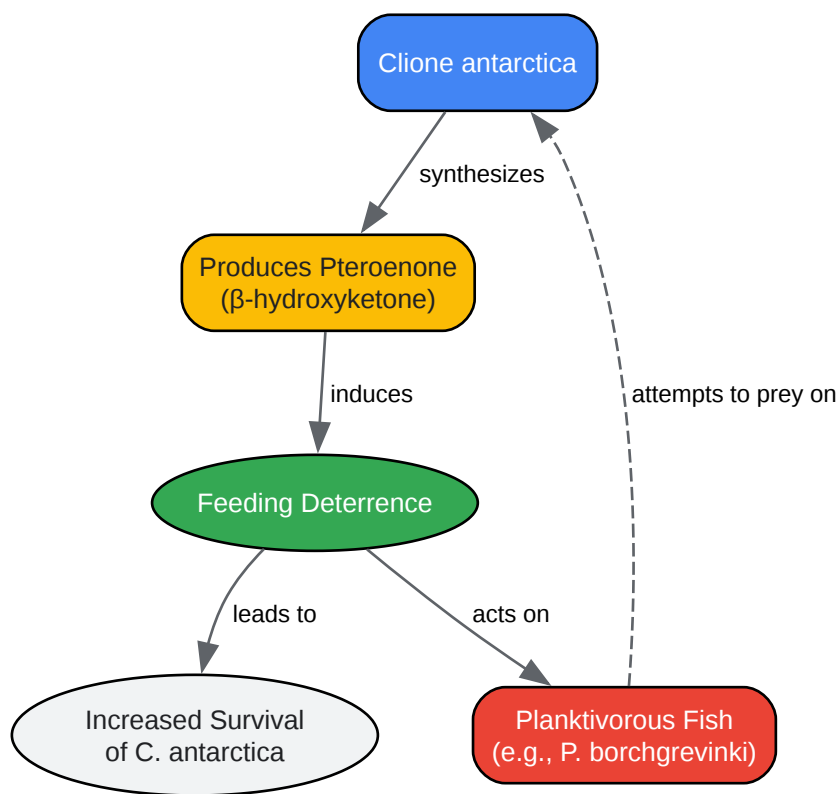 Clione antarctica
synthesizes
Produces Pteroenone
(β-hydroxyketone)
induces
attempts to prey on
Feeding Deterrence
leads to
acts on
Increased Survival
of C. antarctica
Planktivorous Fish
(e.g., P. borchgrevinki)